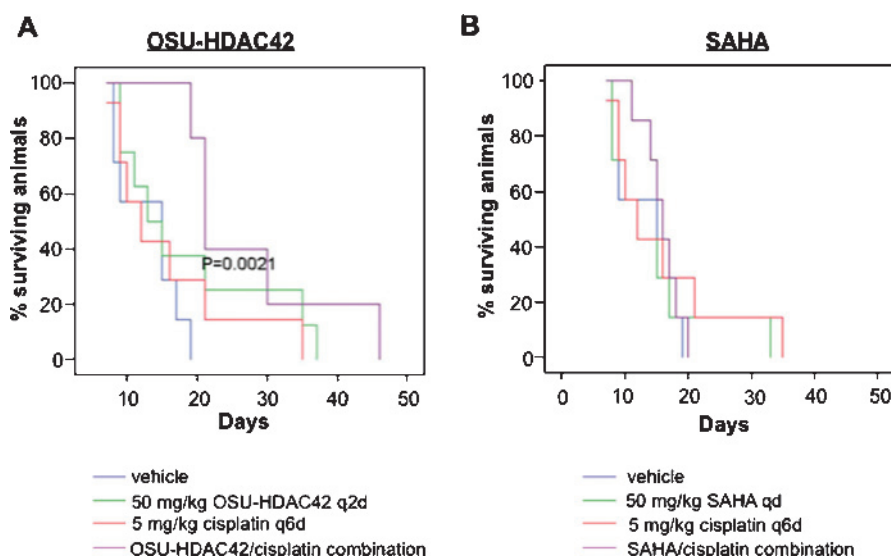 A
OSU-HDAC42
% surviving animals
100
80
60
40
20
0
P=0.0021
10
20
30
40
50
Days
vehicle
50 mg/kg OSU-HDAC42 q2d
5 mg/kg cisplatin q6d
OSU-HDAC42/cisplatin combination
B
SAHA
% surviving animals
100
80
60
40
20
0
0
10
20
30
40
50
Days
vehicle
50 mg/kg SAHA qd
5 mg/kg cisplatin q6d
SAHA/cisplatin combination